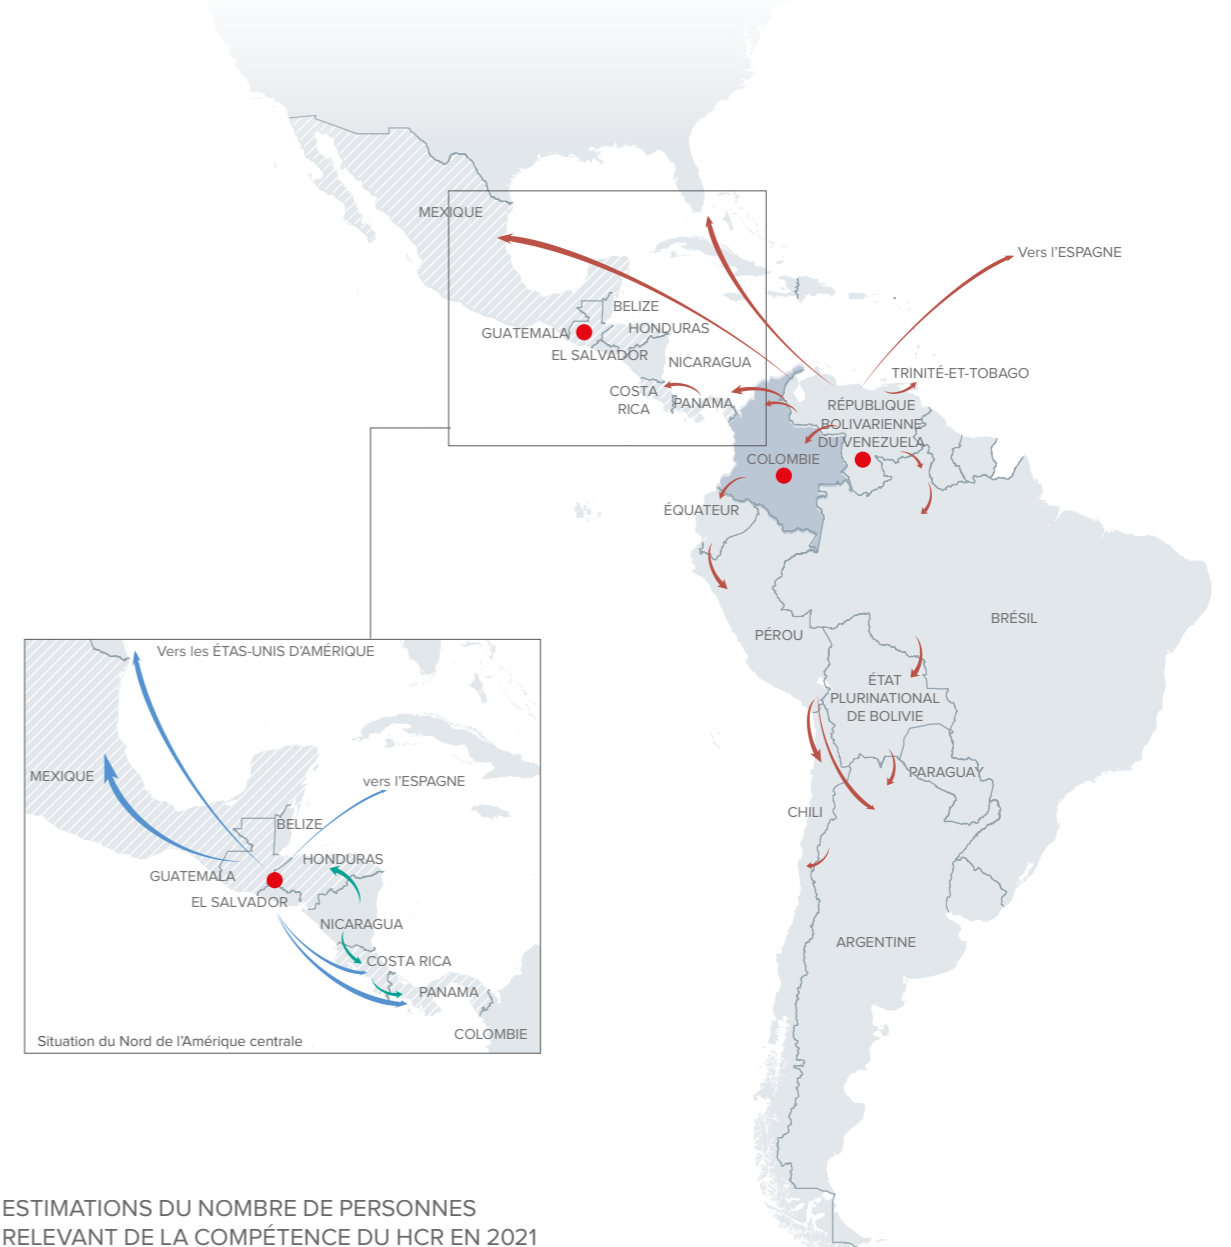 MEXIQUE
Vers l'ESPAGNE
BELIZE
GUATEMALA
HONDURAS
EL SALVADOR
NICARAGUA
TRINITÉ-ET-TOBAGO
COSTA
RICA
PANAMA
RÉPUBLIQUE
BOLIVARIENNE
DU VENEZUELA
COLOMBIE
ÉQUATEUR
BRÉSIL
PÉROU
ÉTAT
PLURINATIONAL
DE BOLIVIE
PARAGUAY
CHILI
ARGENTINE
Vers les ÉTAS-UNIS D'AMÉRIQUE
MEXIQUE
vers l'ESPAGNE
BELIZE
HONDURAS
GUATEMALA
EL SALVADOR
NICARAGUA
COSTA RICA
PANAMA
COLOMBIE
Situation du Nord de l'Amérique centrale
ESTIMATIONS DU NOMBRE DE PERSONNES
RELEVANT DE LA COMPÉTENCE DU HCR EN 2021